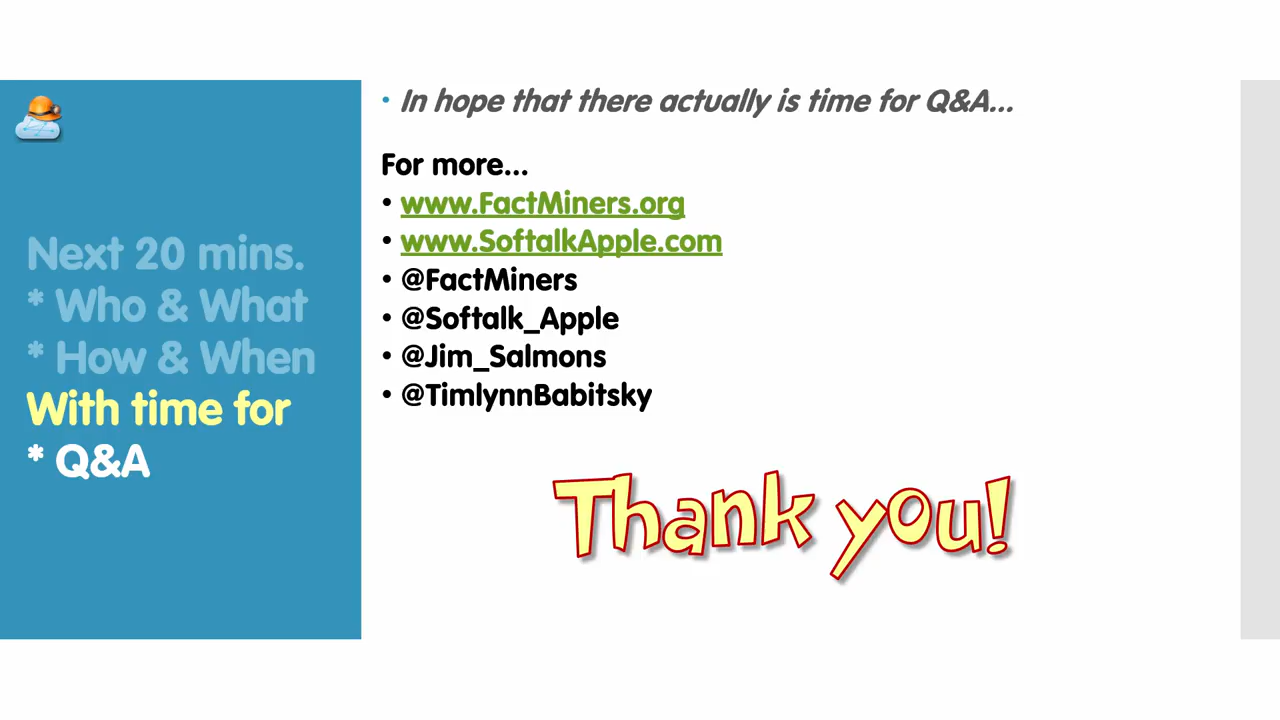 Next 20 mins.
* Who & What
* How & When
With time for
* Q&A
• In hope that there actually is time for Q&A...
For more...
• www.FactMiners.org
• www.SoftalkApple.com
• @FactMiners
• @Softalk_Apple
• @Jim_Salmons
• @TimlynnBabitsky
Thank you!